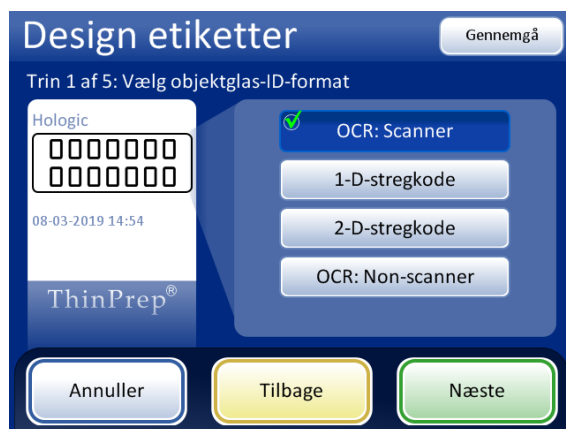 Design etiketter
Gennemgå
Trin 1 af 5: Vælg objektglas-ID-format
Hologic
0000000
0000000
08-03-2019 14:54
ThinPrep®
OCR: Scanner
1-D-stregkode
2-D-stregkode
OCR: Non-scanner
Annuller
Tilbage
Næste